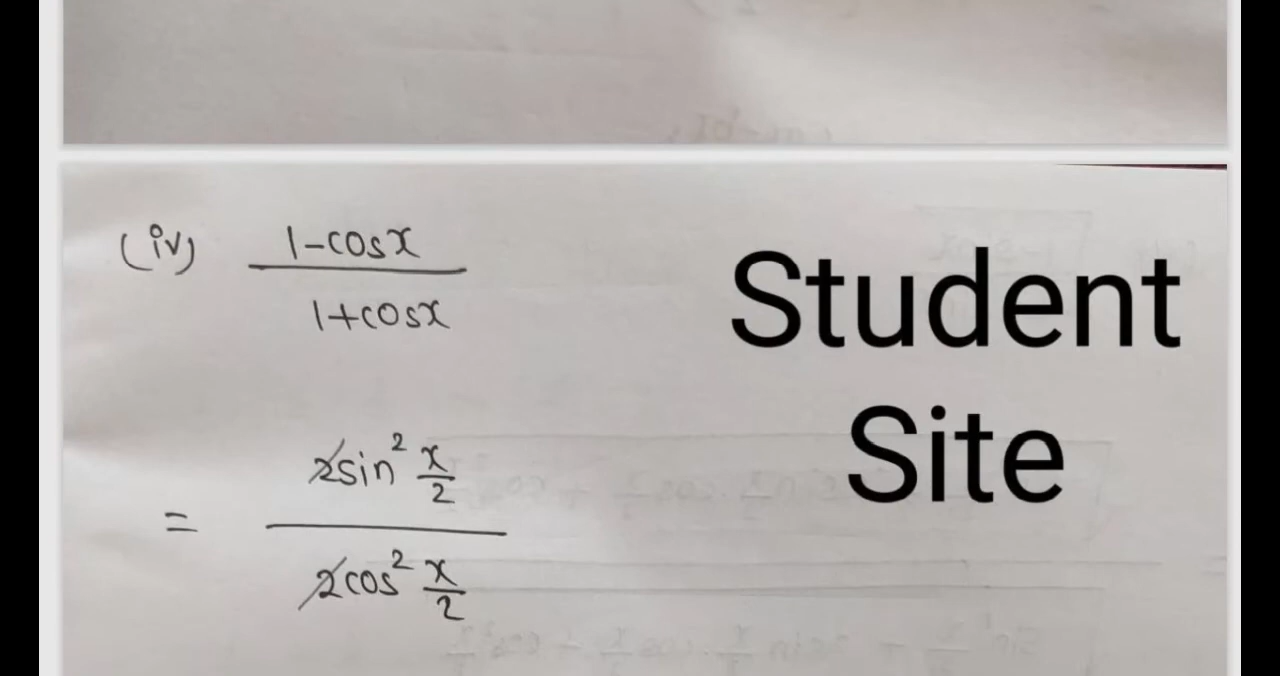 (iv) 1-cosx
1+cosx
Student
Site
= 2sin² x/2
2cos² x/2